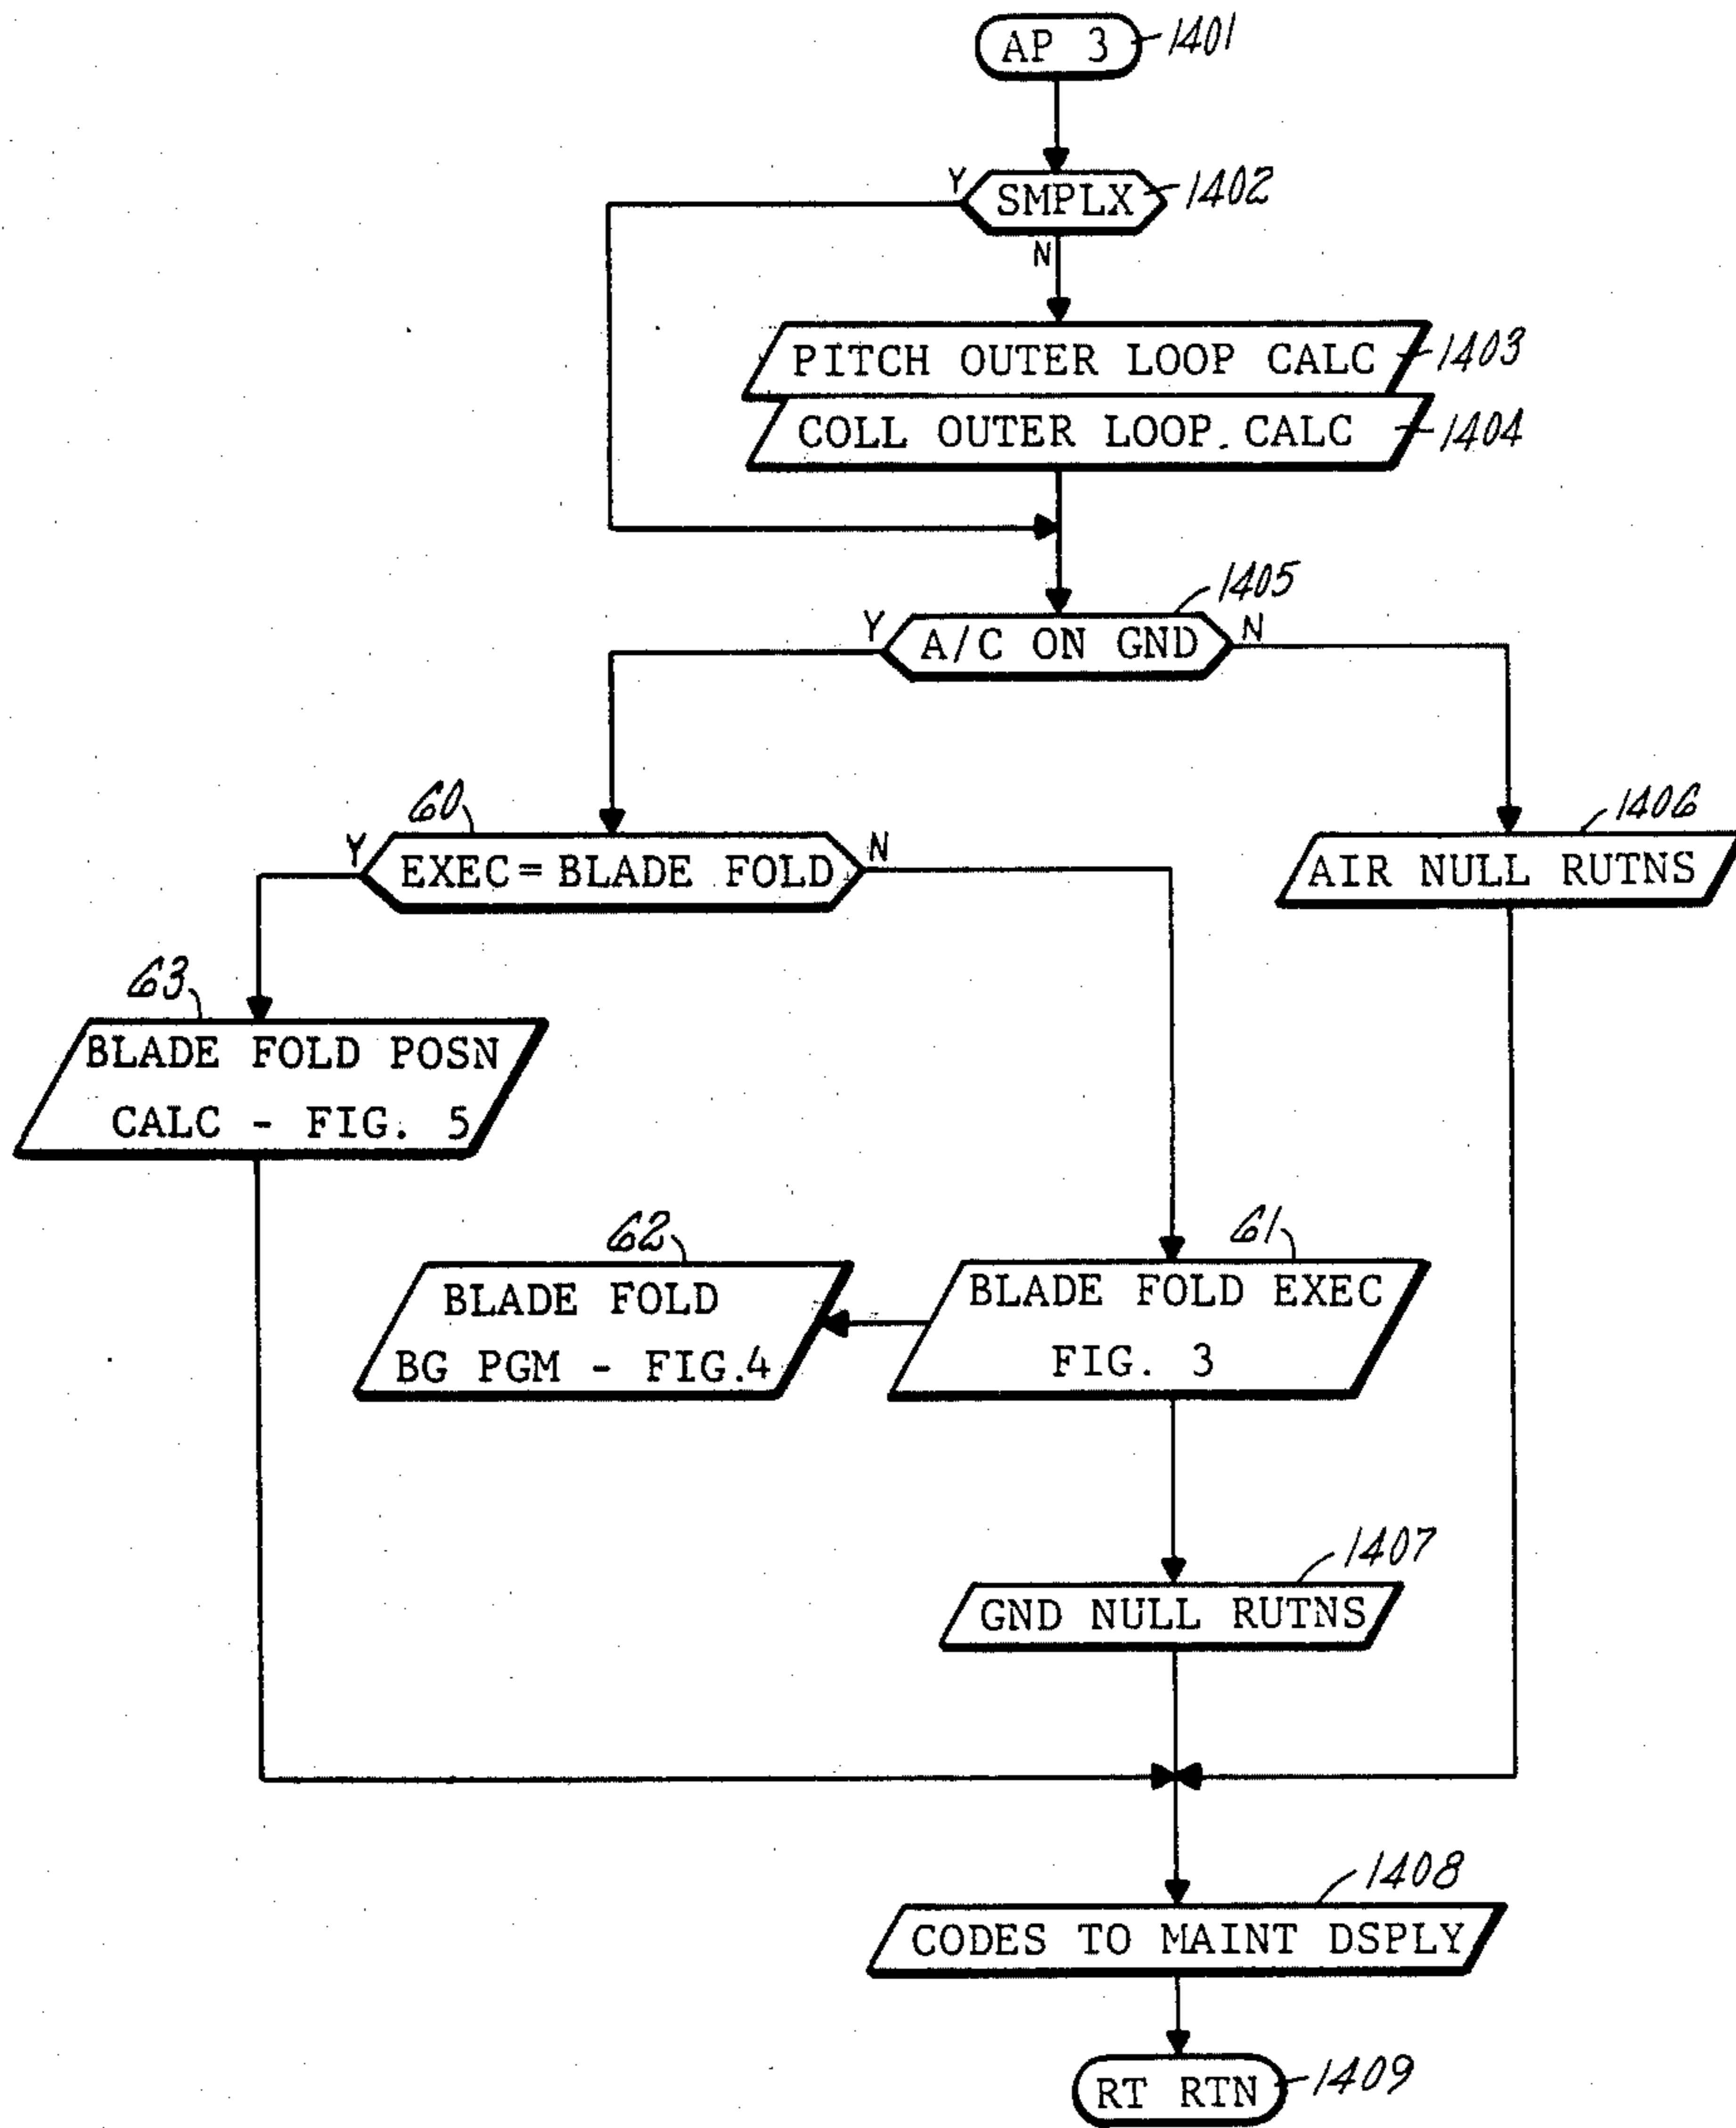 AP 3 1401
Y SMPLX 1402
N
PITCH OUTER LOOP CALC 1403
COLL OUTER LOOP CALC 1404
1405
Y A/C ON GND N
60
Y EXEC = BLADE FOLD N
1406
AIR NULL RUTNS
63
BLADE FOLD POSN
CALC - FIG. 5
62
BLADE FOLD
BG PGM - FIG.4
61
BLADE FOLD EXEC
FIG. 3
1407
GND NULL RUTNS
1408
CODES TO MAINT DSPLY
RT RTN 1409